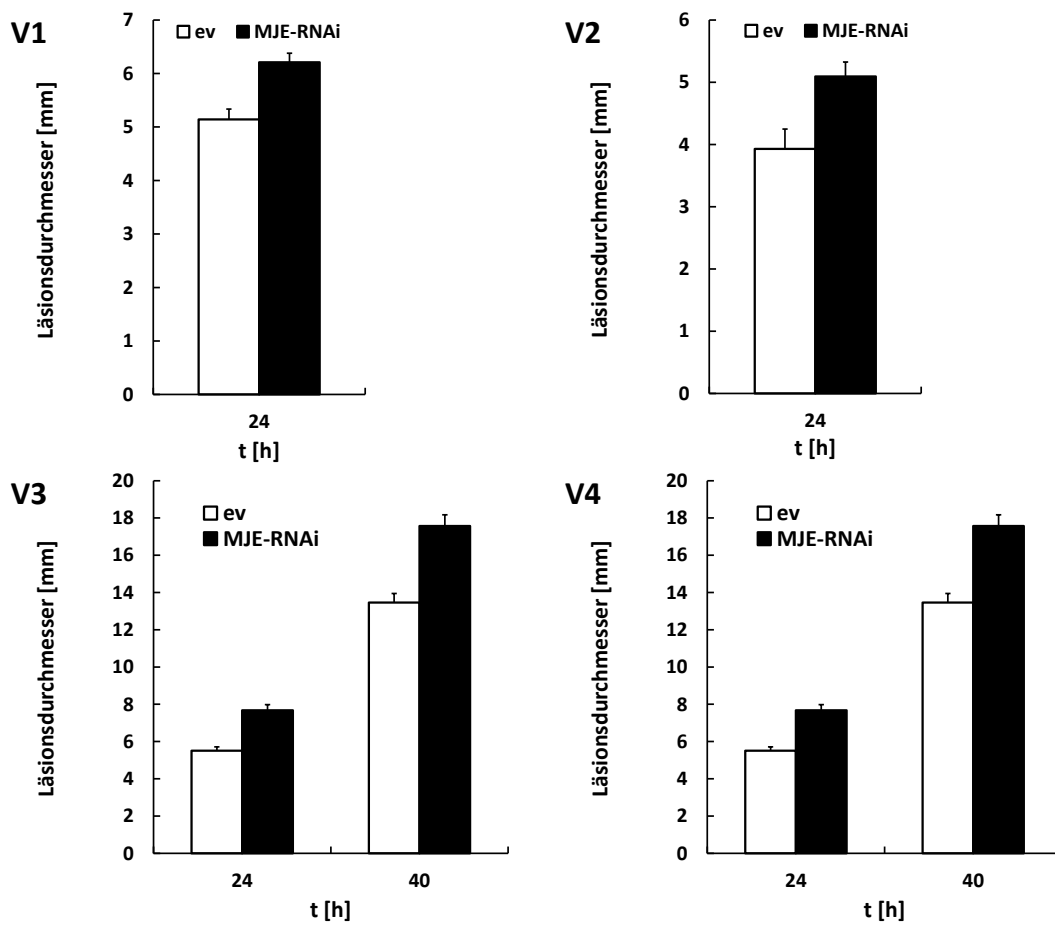 V1
ev MJE-RNAi
Läsionsdurchmesser [mm]
7
6
5
4
3
2
1
0
24
t [h]
V2
ev MJE-RNAi
Läsionsdurchmesser [mm]
6
5
4
3
2
1
0
24
t [h]
V3
ev
MJE-RNAi
Läsionsdurchmesser [mm]
20
18
16
14
12
10
8
6
4
2
0
24 40
t [h]
V4
ev
MJE-RNAi
Läsionsdurchmesser [mm]
20
18
16
14
12
10
8
6
4
2
0
24 40
t [h]